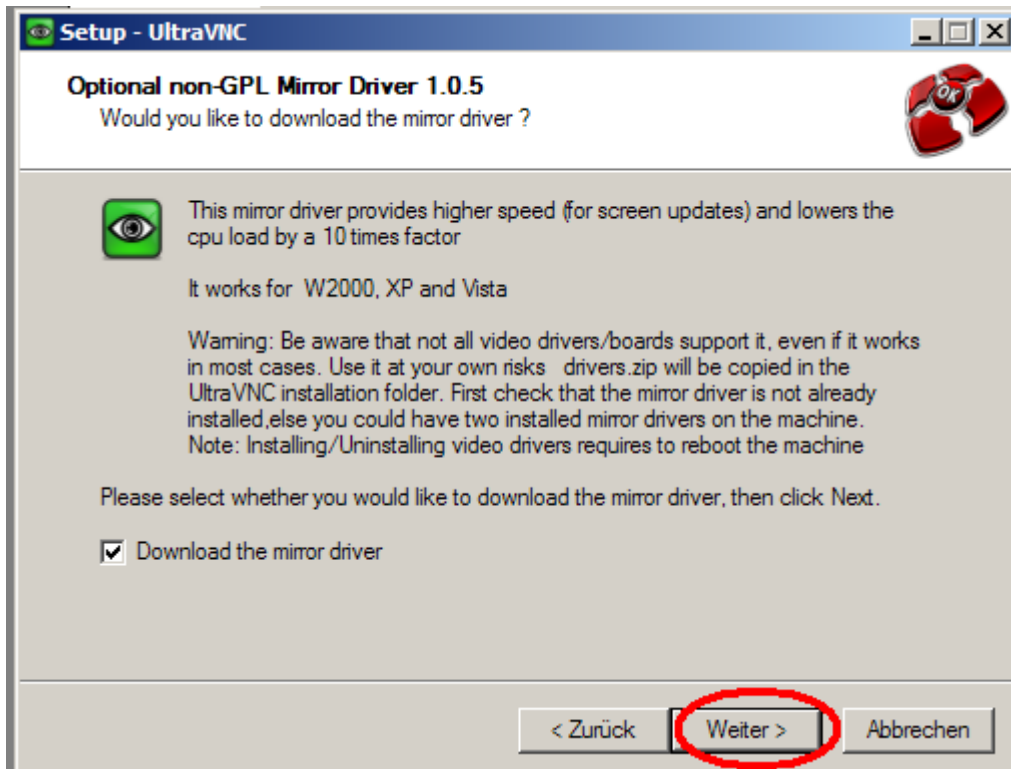 Setup - UltraVNC
Optional non-GPL Mirror Driver 1.0.5
Would you like to download the mirror driver ?
OK
This mirror driver provides higher speed (for screen updates) and lowers the
cpu load by a 10 times factor
It works for  W2000, XP and Vista
Warning: Be aware that not all video drivers/boards support it, even if it works
in most cases. Use it at your own risks   drivers.zip will be copied in the
UltraVNC installation folder. First check that the mirror driver is not already
installed,else you could have two installed mirror drivers on the machine.
Note: Installing/Uninstalling video drivers requires to reboot the machine
Please select whether you would like to download the mirror driver, then click Next.
Download the mirror driver
< Zurück
Weiter >
Abbrechen